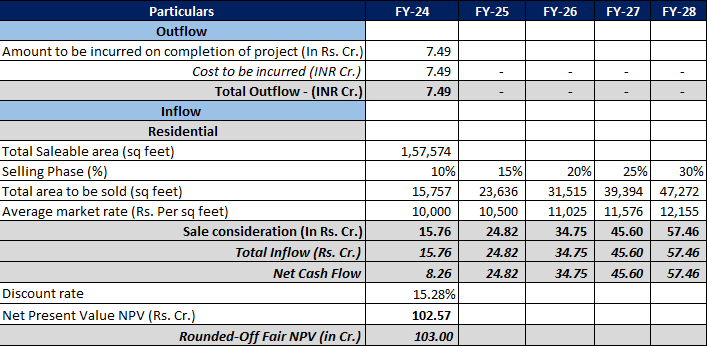 Particulars FY-24 FY-25 FY-26 FY-27 FY-28
Outflow
Amount to be incurred on completion of project (In Rs. Cr.) 7.49
Cost to be incurred (INR Cr.) 7.49 - - - -
Total Outflow - (INR Cr.) 7.49 - - - -
Inflow
Residential
Total Saleable area (sq feet) 1,57,574
Selling Phase (%) 10% 15% 20% 25% 30%
Total area to be sold (sq feet) 15,757 23,636 31,515 39,394 47,272
Average market rate (Rs. Per sq feet) 10,000 10,500 11,025 11,576 12,155
Sale consideration (In Rs. Cr.) 15.76 24.82 34.75 45.60 57.46
Total Inflow (Rs. Cr.) 15.76 24.82 34.75 45.60 57.46
Net Cash Flow 8.26 24.82 34.75 45.60 57.46
Discount rate 15.28%
Net Present Value NPV (Rs. Cr.) 102.57
Rounded-Off Fair NPV (in Cr.) 103.00